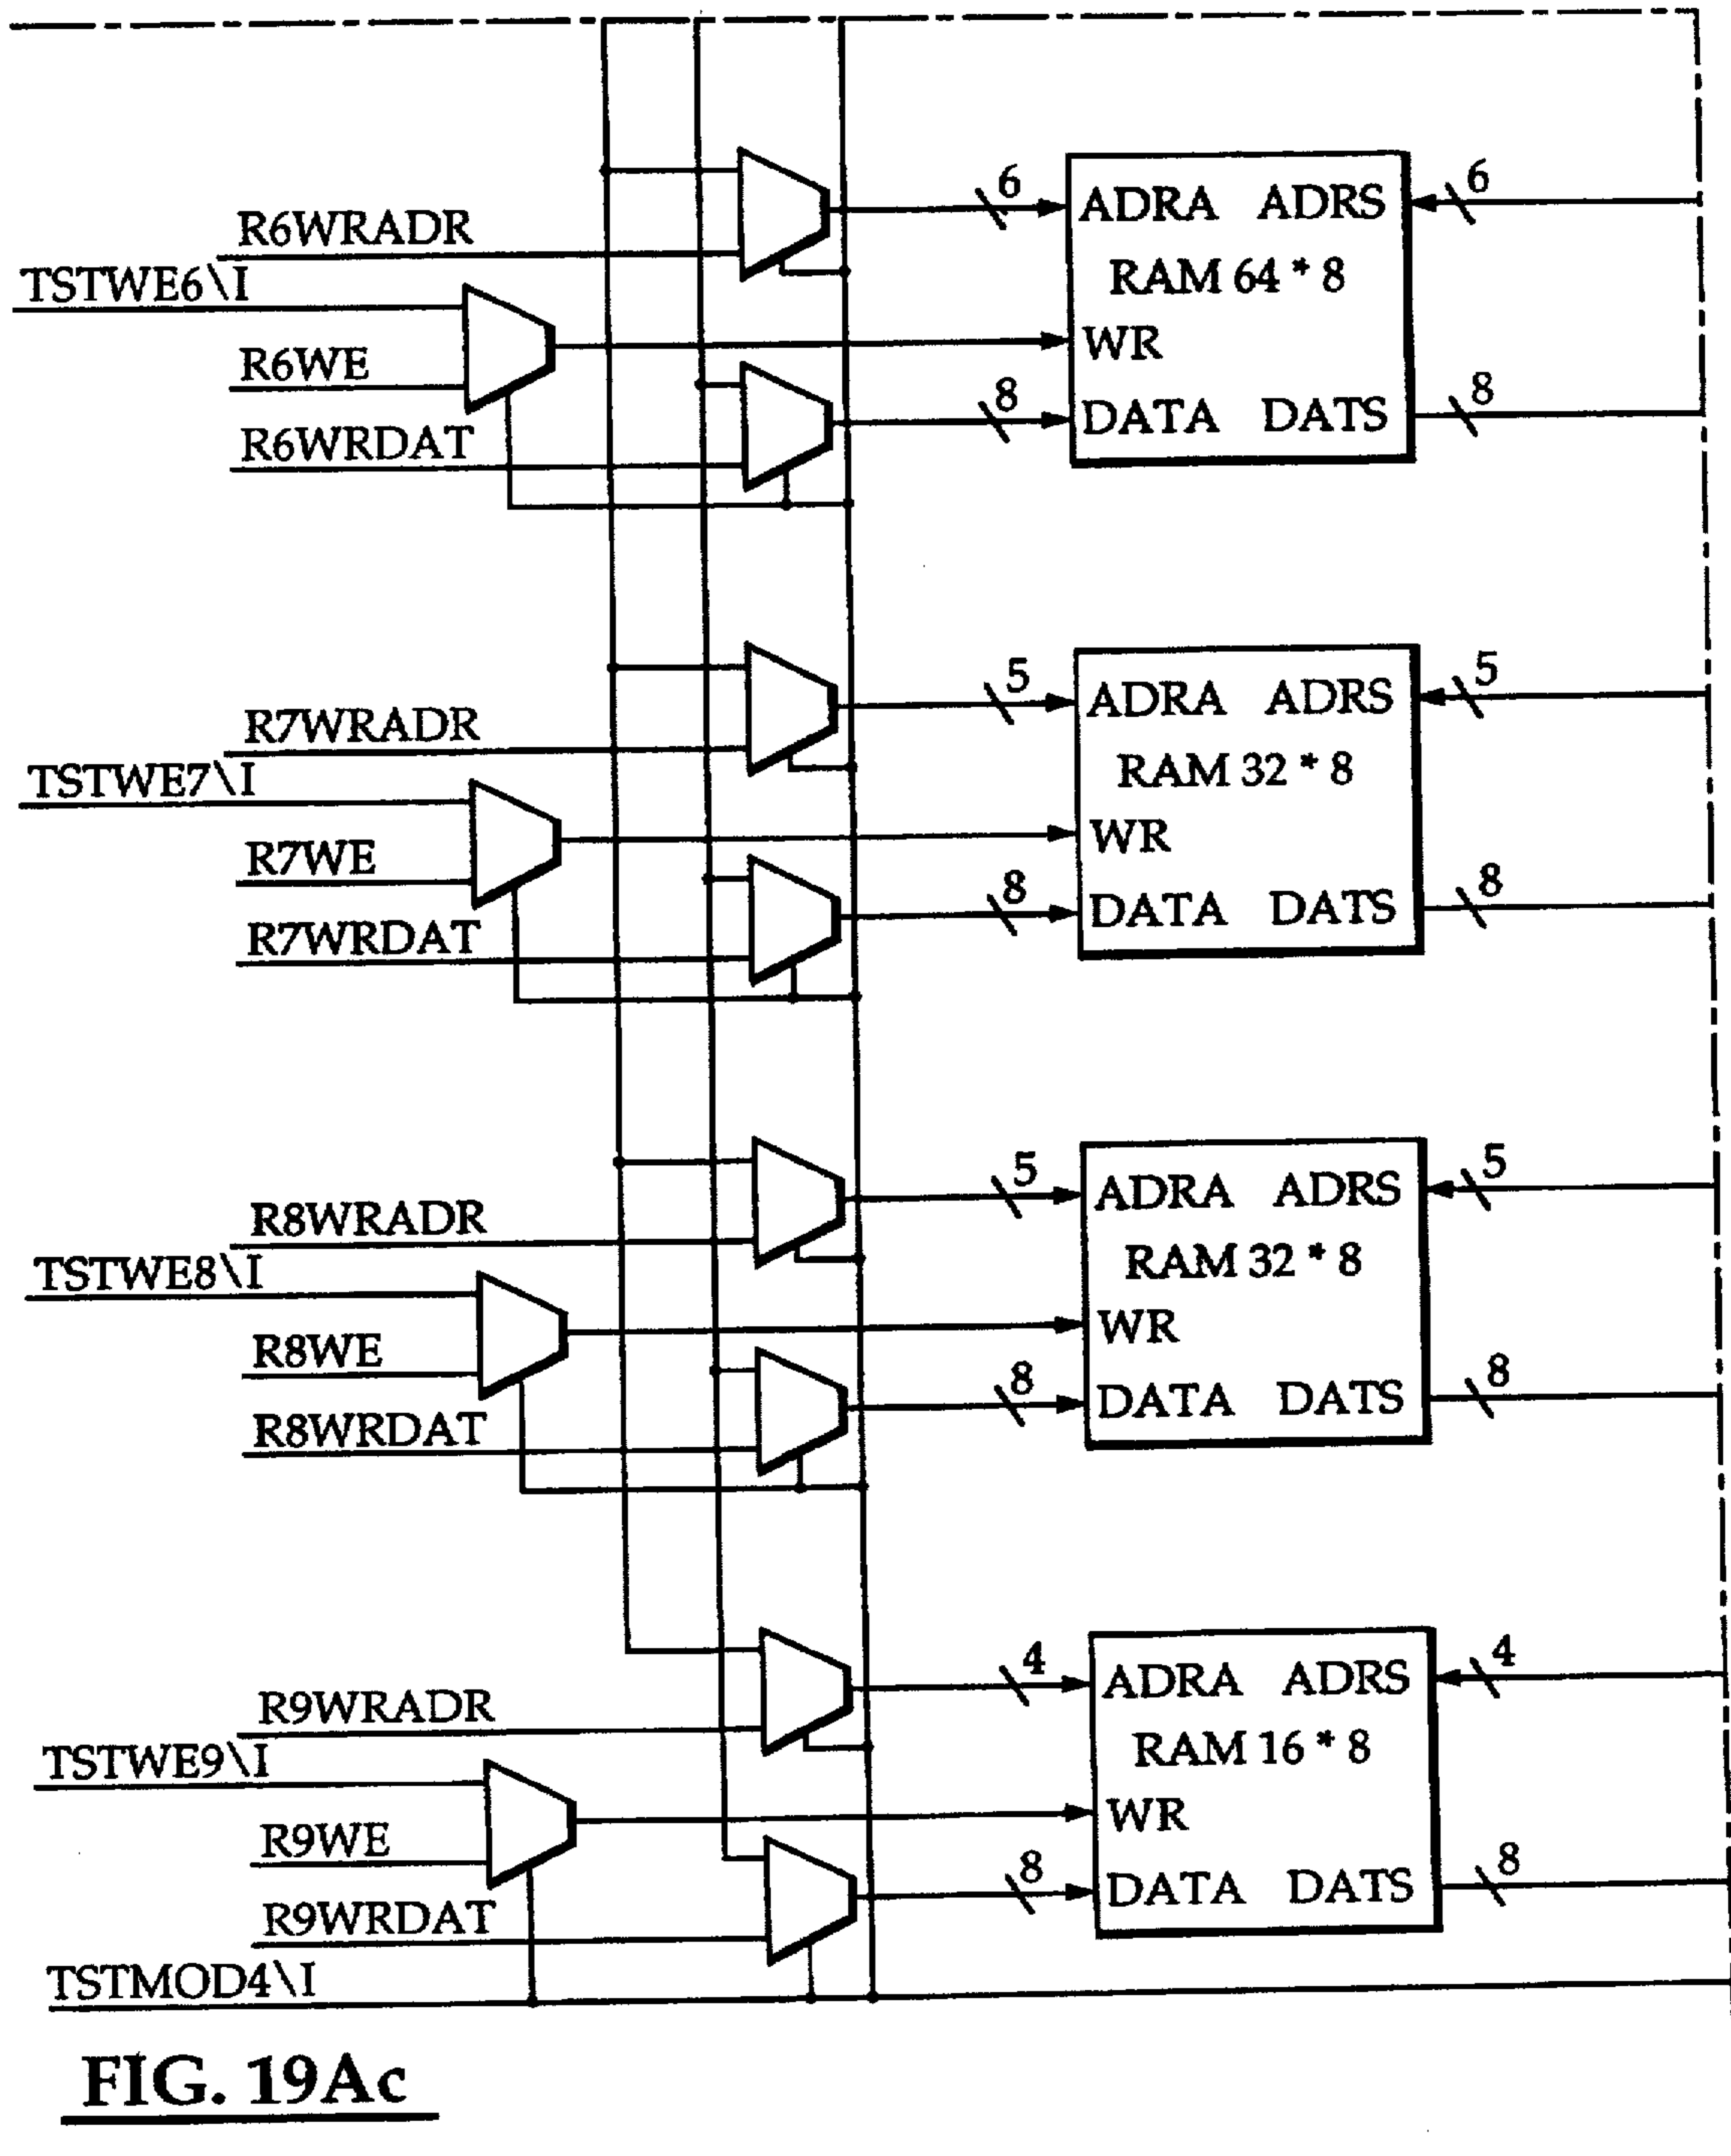 6 ADRA ADRS 6
R6WRADR
RAM 64 * 8
TSTWE6\I
WR
R6WE
8 DATA DATS 8
R6WRDAT
5 ADRA ADRS 5
R7WRADR
RAM 32 * 8
TSTWE7\I
WR
R7WE
8 DATA DATS 8
R7WRDAT
5 ADRA ADRS 5
R8WRADR
RAM 32 * 8
TSTWE8\I
WR
R8WE
8 DATA DATS 8
R8WRDAT
4 ADRA ADRS 4
R9WRADR
RAM 16 * 8
TSTWE9\I
WR
R9WE
8 DATA DATS 8
R9WRDAT
TSTMOD4\I
FIG. 19Ac